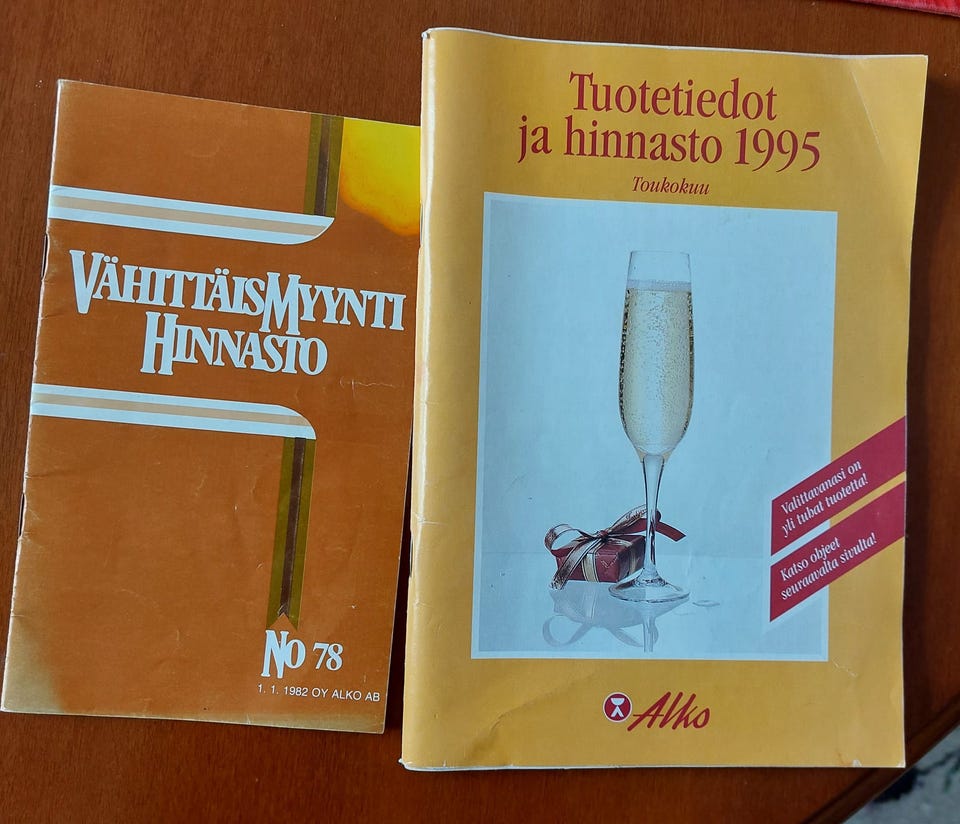 VÄHITTÄISMYYNTI
HINNASTO
No 78
1. 1. 1982 OY ALKO AB
Tuotetiedot
ja hinnasto 1995
Toukokuu
Valittavanasi on
yli tuhat tuotetta!
Katso ohjeet
seuraavalta sivulta!
Alko